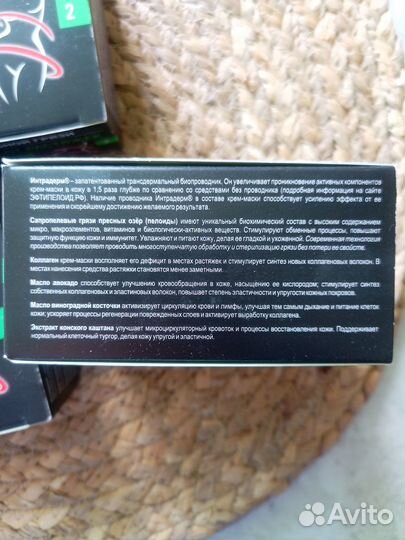 2
Интрадерм® - запатентованный трансдермальный биопроводник. Он увеличивает проникновение активных компонентов
крем-маски в кожу в 1,5 раза глубже по сравнению со средствами без проводника (подробная информация на сайте
ЭФТИПЕЛОИД.РФ). Наличие проводника Интрадерм® в составе крем-маски способствует усилению эффекта от ее
применения и скорейшему достижению желаемого результата.
Сапропелевые грязи пресных озёр (пелоиды) имеют уникальный биохимический состав с высоким содержанием
микро, макроэлементов, витаминов и биологически-активных веществ. Стимулируют обменные процессы, повышают
защитную функцию кожи и иммунитет. Увлажняют и питают кожу, делая ее гладкой и ухоженной. Современная технология
производства позволяет проводить многоступенчатую обработку и стерилизацию грязи без потери ее свойств.
Коллаген крем-маски восполняет его дефицит в местах растяжек и стимулирует синтез новых коллагеновых волокон. В
местах нанесения средства растяжки становятся менее заметными.
Масло авокадо способствует улучшению кровообращения в коже, насыщению ее кислородом; стимулирует синтез
собственных коллагеновых и эластиновых волокон, повышает степень эластичности и упругости кожных покровов.
Масло виноградной косточки активизирует циркуляцию крови и лимфы, улучшая тем самым дыхание и питание клеток
кожи; ускоряет процессы регенерации поврежденных слоев и активирует выработку коллагена.
Экстракт конского каштана улучшает микроциркуляторный кровоток и процессы восстановления кожи. Поддерживает
нормальный клеточный тургор, делая кожу упругой и эластичной.
Avito